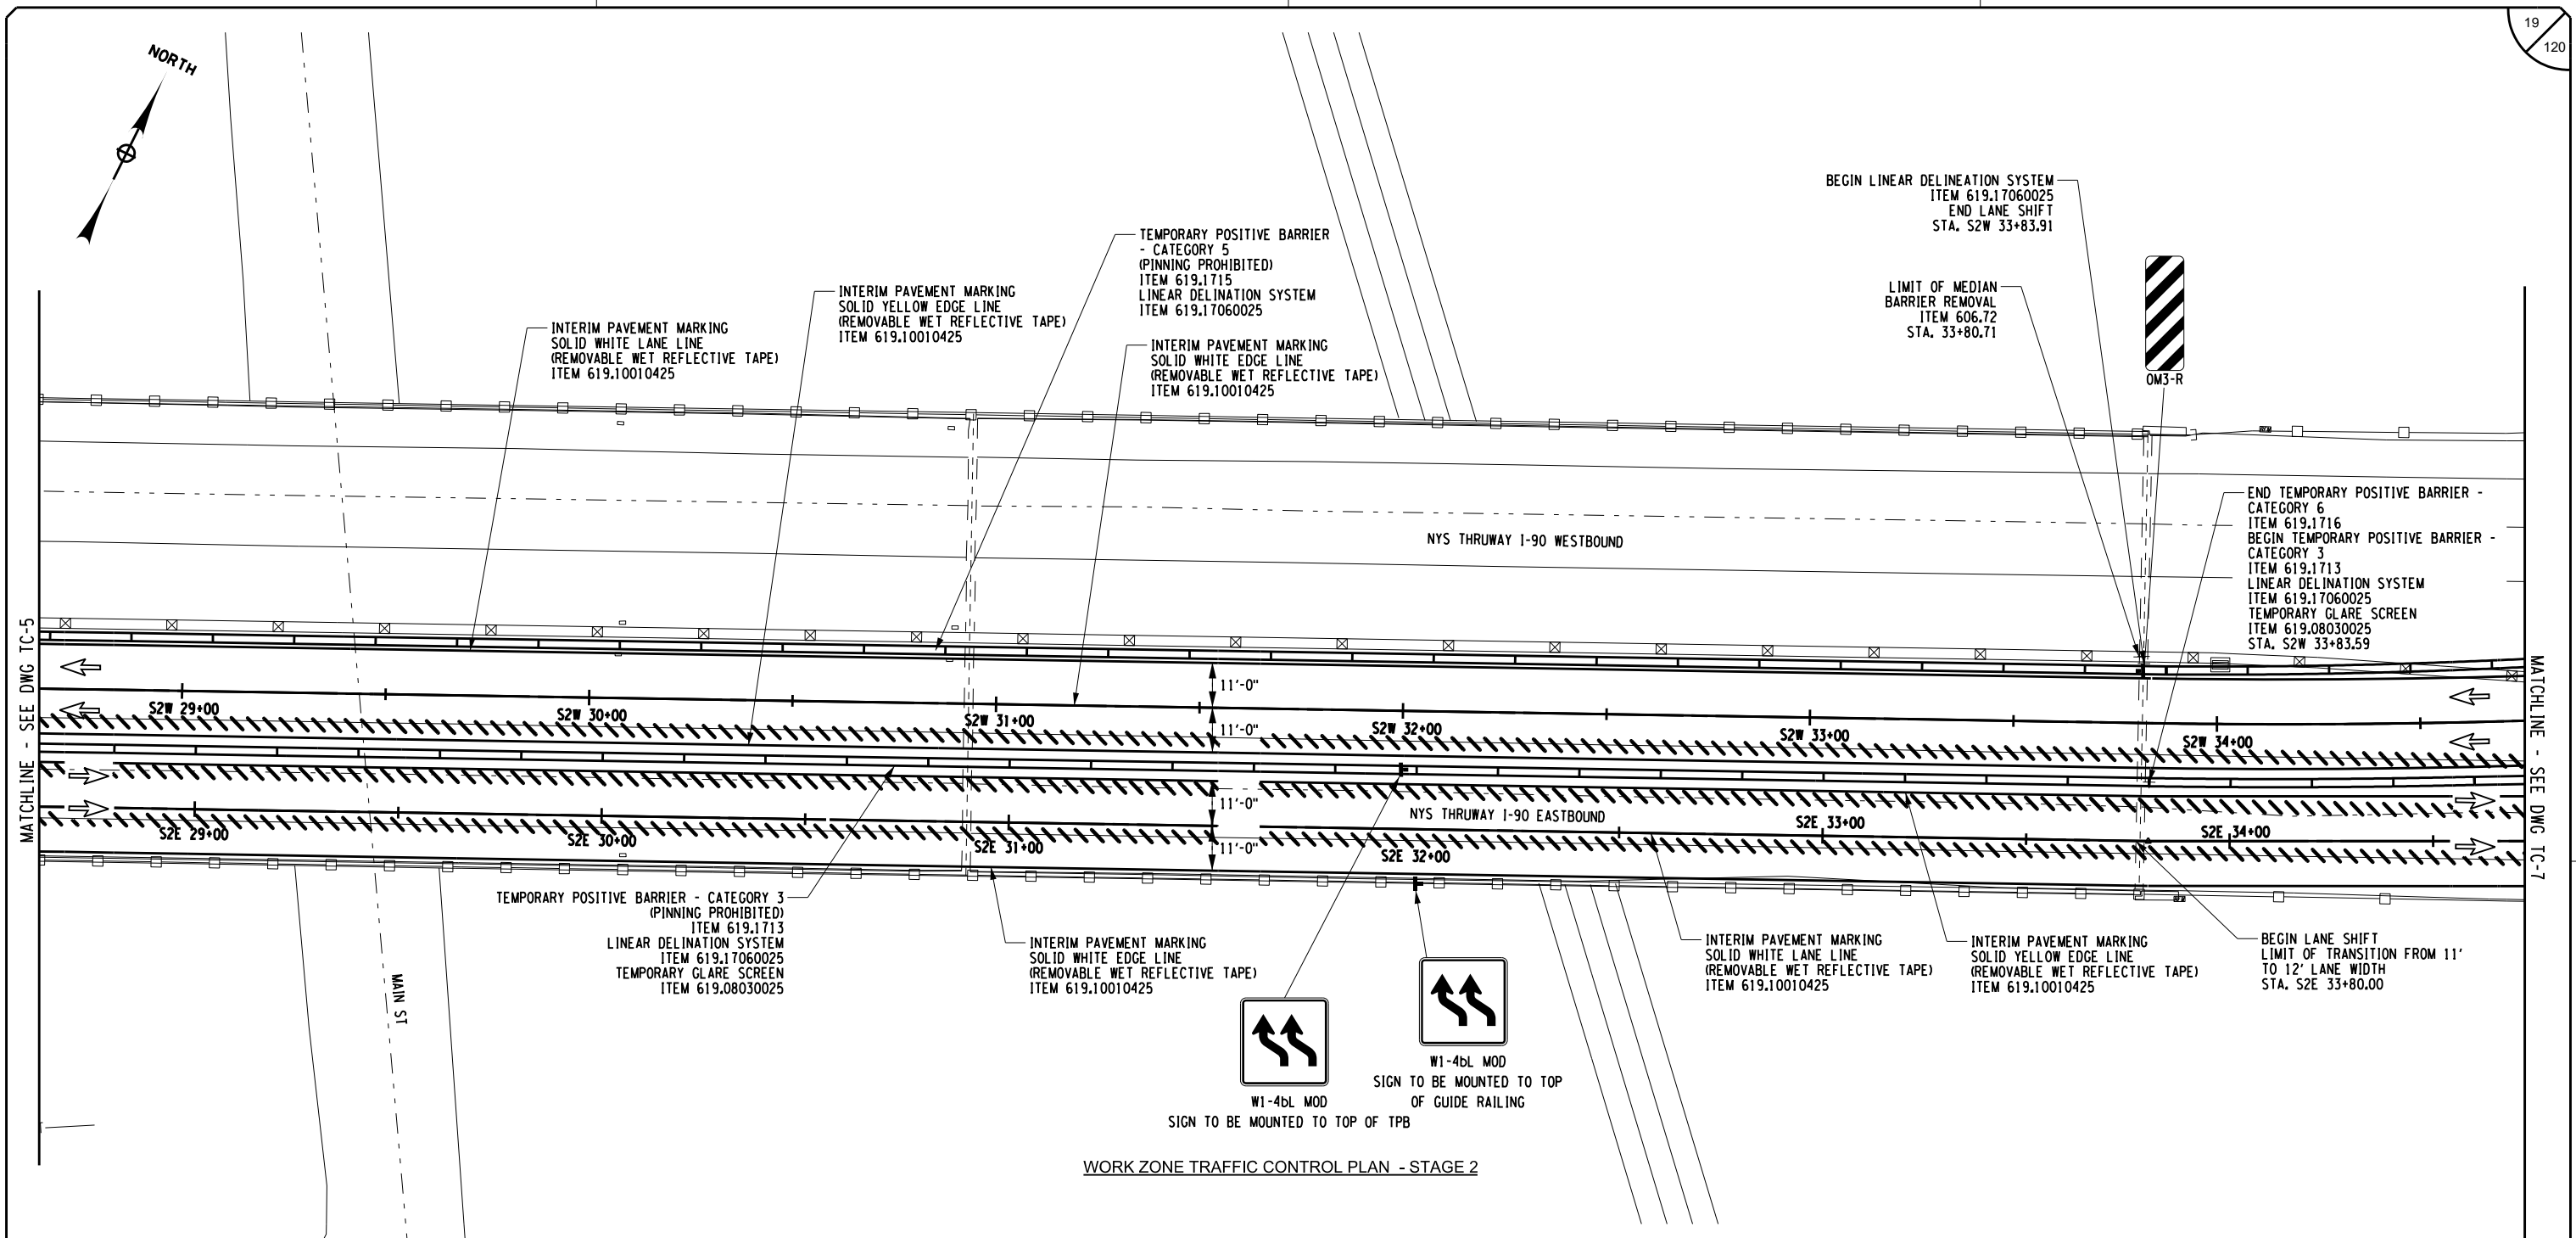 19
120
NORTH
BEGIN LINEAR DELINEATION SYSTEM
ITEM 619.17060025
END LANE SHIFT
STA. S2W 33+83.91
TEMPORARY POSITIVE BARRIER
- CATEGORY 5
(PINNING PROHIBITED)
ITEM 619.1715
LINEAR DELINATION SYSTEM
ITEM 619.17060025
INTERIM PAVEMENT MARKING
SOLID YELLOW EDGE LINE
(REMOVABLE WET REFLECTIVE TAPE)
ITEM 619.10010425
LIMIT OF MEDIAN
BARRIER REMOVAL
ITEM 606.72
STA. 33+80.71
INTERIM PAVEMENT MARKING
SOLID WHITE LANE LINE
(REMOVABLE WET REFLECTIVE TAPE)
ITEM 619.10010425
INTERIM PAVEMENT MARKING
SOLID WHITE EDGE LINE
(REMOVABLE WET REFLECTIVE TAPE)
ITEM 619.10010425
OM3-R
END TEMPORARY POSITIVE BARRIER -
CATEGORY 6
ITEM 619.1716
BEGIN TEMPORARY POSITIVE BARRIER -
CATEGORY 3
ITEM 619.1713
LINEAR DELINATION SYSTEM
ITEM 619.17060025
TEMPORARY GLARE SCREEN
ITEM 619.08030025
STA. S2W 33+83.59
NYS THRUWAY I-90 WESTBOUND
MATCHLINE - SEE DWG TC-5
MATCHLINE - SEE DWG TC-7
11'-0"
S2W 29+00
S2W 30+00
S2W 31+00
11'-0"
S2W 32+00
S2W 33+00
S2W 34+00
11'-0"
NYS THRUWAY I-90 EASTBOUND
S2E 29+00
S2E 30+00
S2E 31+00
11'-0"
S2E 32+00
S2E 33+00
S2E 34+00
TEMPORARY POSITIVE BARRIER - CATEGORY 3
(PINNING PROHIBITED)
ITEM 619.1713
LINEAR DELINATION SYSTEM
ITEM 619.17060025
TEMPORARY GLARE SCREEN
ITEM 619.08030025
INTERIM PAVEMENT MARKING
SOLID WHITE EDGE LINE
(REMOVABLE WET REFLECTIVE TAPE)
ITEM 619.10010425
INTERIM PAVEMENT MARKING
SOLID WHITE LANE LINE
(REMOVABLE WET REFLECTIVE TAPE)
ITEM 619.10010425
INTERIM PAVEMENT MARKING
SOLID YELLOW EDGE LINE
(REMOVABLE WET REFLECTIVE TAPE)
ITEM 619.10010425
BEGIN LANE SHIFT
LIMIT OF TRANSITION FROM 11'
TO 12' LANE WIDTH
STA. S2E 33+80.00
MAIN ST
W1-4bL MOD
SIGN TO BE MOUNTED TO TOP
OF GUIDE RAILING
W1-4bL MOD
SIGN TO BE MOUNTED TO TOP OF TPB
WORK ZONE TRAFFIC CONTROL PLAN - STAGE 2